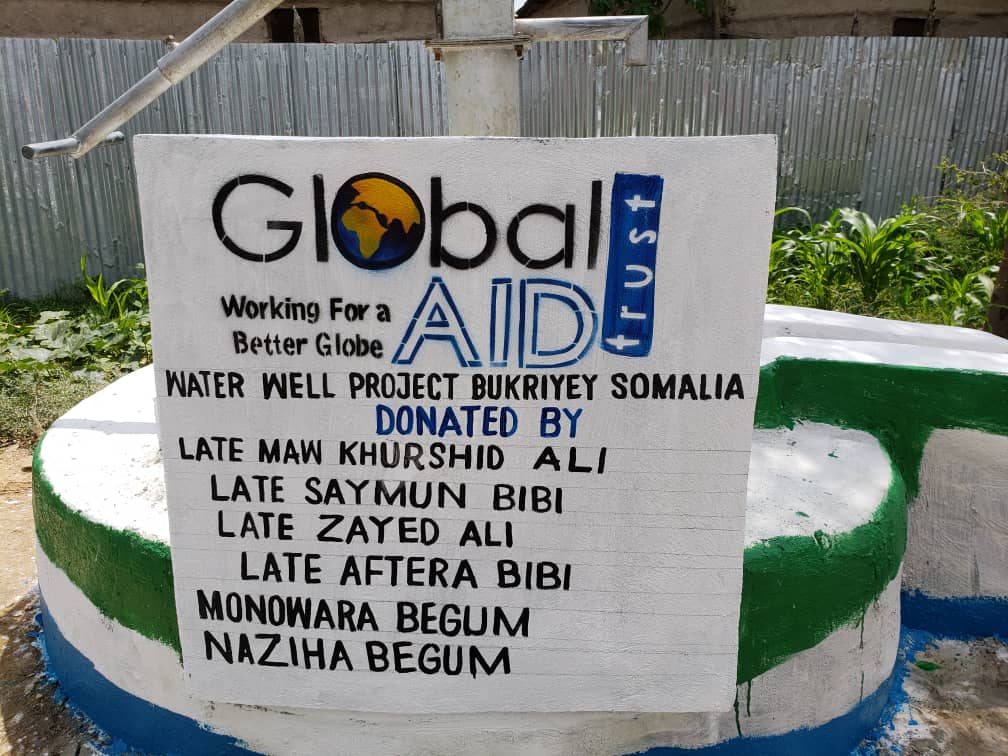 Global
AID
trust
Working For a
Better Globe
WATER WELL PROJECT BUKRIYEY SOMALIA
DONATED BY
LATE MAW KHURSHID ALI
LATE SAYMUN BIBI
LATE ZAYED ALI
LATE AFTERA BIBI
MONOWARA BEGUM
NAZIHA BEGUM